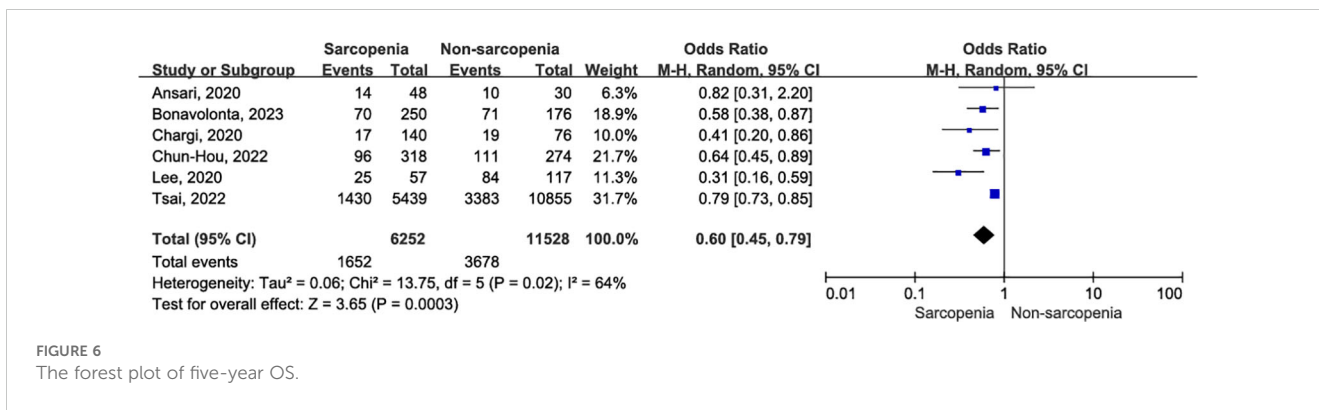 Sarcopenia Non-sarcopenia Odds Ratio Odds Ratio
Study or Subgroup Events Total Events Total Weight M-H, Random, 95% CI M-H, Random, 95% CI
Ansari, 2020 14 48 10 30 6.3% 0.82 [0.31, 2.20]
Bonavolonta, 2023 70 250 71 176 18.9% 0.58 [0.38, 0.87]
Chargi, 2020 17 140 19 76 10.0% 0.41 [0.20, 0.86]
Chun-Hou, 2022 96 318 111 274 21.7% 0.64 [0.45, 0.89]
Lee, 2020 25 57 84 117 11.3% 0.31 [0.16, 0.59]
Tsai, 2022 1430 5439 3383 10855 31.7% 0.79 [0.73, 0.85]
Total (95% CI) 6252 11528 100.0% 0.60 [0.45, 0.79]
Total events 1652 3678
Heterogeneity: Tau² = 0.06; Chi² = 13.75, df = 5 (P = 0.02); I² = 64%
Test for overall effect: Z = 3.65 (P = 0.0003)
0.01 0.1 1 10 100
Sarcopenia Non-sarcopenia
FIGURE 6
The forest plot of five-year OS.